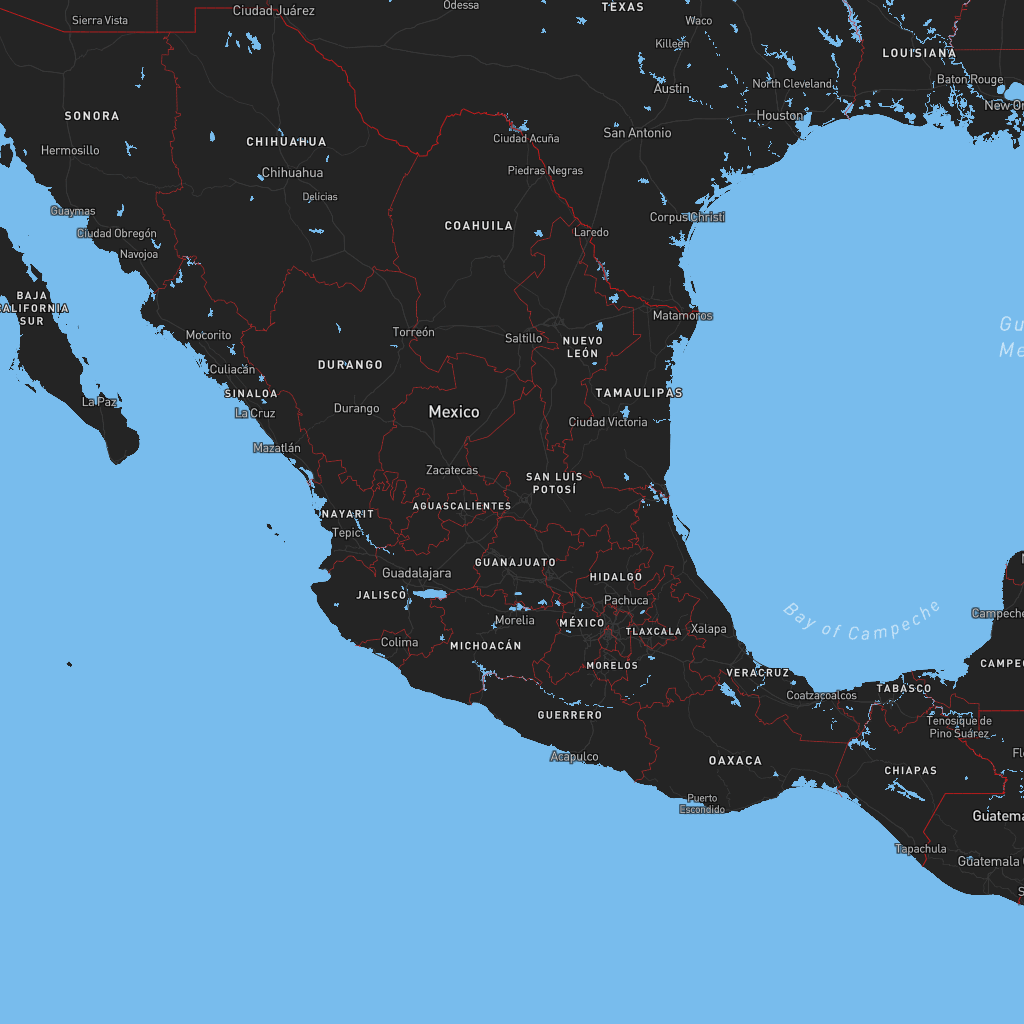 Odessa
TEXAS
Ciudad Juárez
Sierra Vista
Waco
Killeen
LOUISIANA
Baton Rouge
North Cleveland
Austin
New Or
Houston
SONORA
San Antonio
Ciudad Acuña
CHIHUAHUA
Hermosillo
Chihuahua
Piedras Negras
Delicias
Guaymas
Corpus Christi
COAHUILA
Ciudad Obregón
Laredo
Navojoa
BAJA
CALIFORNIA
SUR
Matamoros
Gu
Me
Mocorito
Torreón
Saltillo
NUEVO
LEÓN
DURANGO
Culiacán
SINALOA
TAMAULIPAS
La Paz
La Cruz
Durango
Mexico
Ciudad Victoria
Mazatlán
Zacatecas
SAN LUIS
POTOSÍ
AGUASCALIENTES
NAYARIT
Tepic
GUANAJUATO
Guadalajara
HIDALGO
JALISCO
Pachuca
Bay of Campeche
Campeche
Morelia
MÉXICO
TLAXCALA
Xalapa
Colima
MICHOACÁN
MORELOS
CAMPEC
VERACRUZ
TABASCO
Coatzacoalcos
GUERRERO
Tenosique de
Pino Suárez
Acapulco
OAXACA
Flo
CHIAPAS
Puerto
Escondido
Guatema
Tapachula
Guatemala C
S